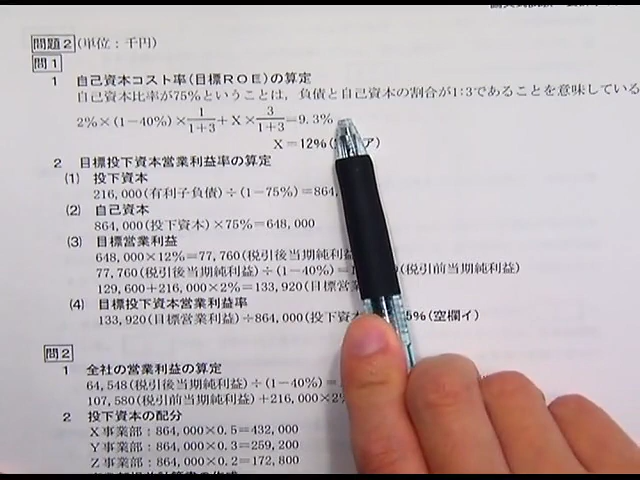 問題2 (単位：千円)
問1
1 自己資本コスト率(目標ROE)の算定
自己資本比率が75％ということは，負債と自己資本の割合が1:3であることを意味している
2％×(1−40％)×1/1+3＋X×3/1+3＝9.3％
X＝12％( ア)
2 目標投下資本営業利益率の算定
(1) 投下資本
216,000(有利子負債)÷(1−75％)＝864,
(2) 自己資本
864,000(投下資本)×75％＝648,000
(3) 目標営業利益
648,000×12％＝77,760(税引後当期純利益)
77,760(税引後当期純利益)÷(1−40％)＝ (税引前当期純利益)
129,600＋216,000×2％＝133,920(目標営
(4) 目標投下資本営業利益率
133,920(目標営業利益)÷864,000(投下資 5％(空欄イ)
問2
1 全社の営業利益の算定
64,548(税引後当期純利益)÷(1−40％)＝
107,580(税引前当期純利益)＋216,000×2％
2 投下資本の配分
X事業部：864,000×0.5＝432,000
Y事業部：864,000×0.3＝259,200
Z事業部：864,000×0.2＝172,800